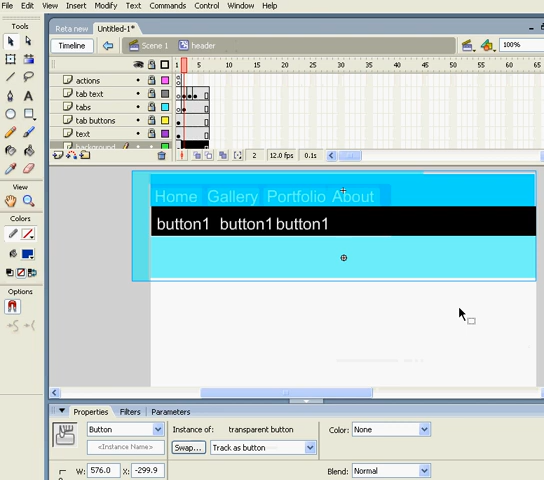 File Edit View Insert Modify Text Commands Control Window Help
Tools
Reta new Untitled-1*
Timeline Scene 1 header 100%
1 5 10 15 20 25 30 35 40 45 50 55 60 65
actions
tab text
tabs
tab buttons
text
background
2 12.0 fps 0.1s
View
Colors
Options
Home Gallery Portfolio About
button1 button1 button1
Properties Filters Parameters
Button Instance of: transparent button Color: None
<Instance Name> Swap... Track as button
W: 576.0 X: -299.9 Blend: Normal